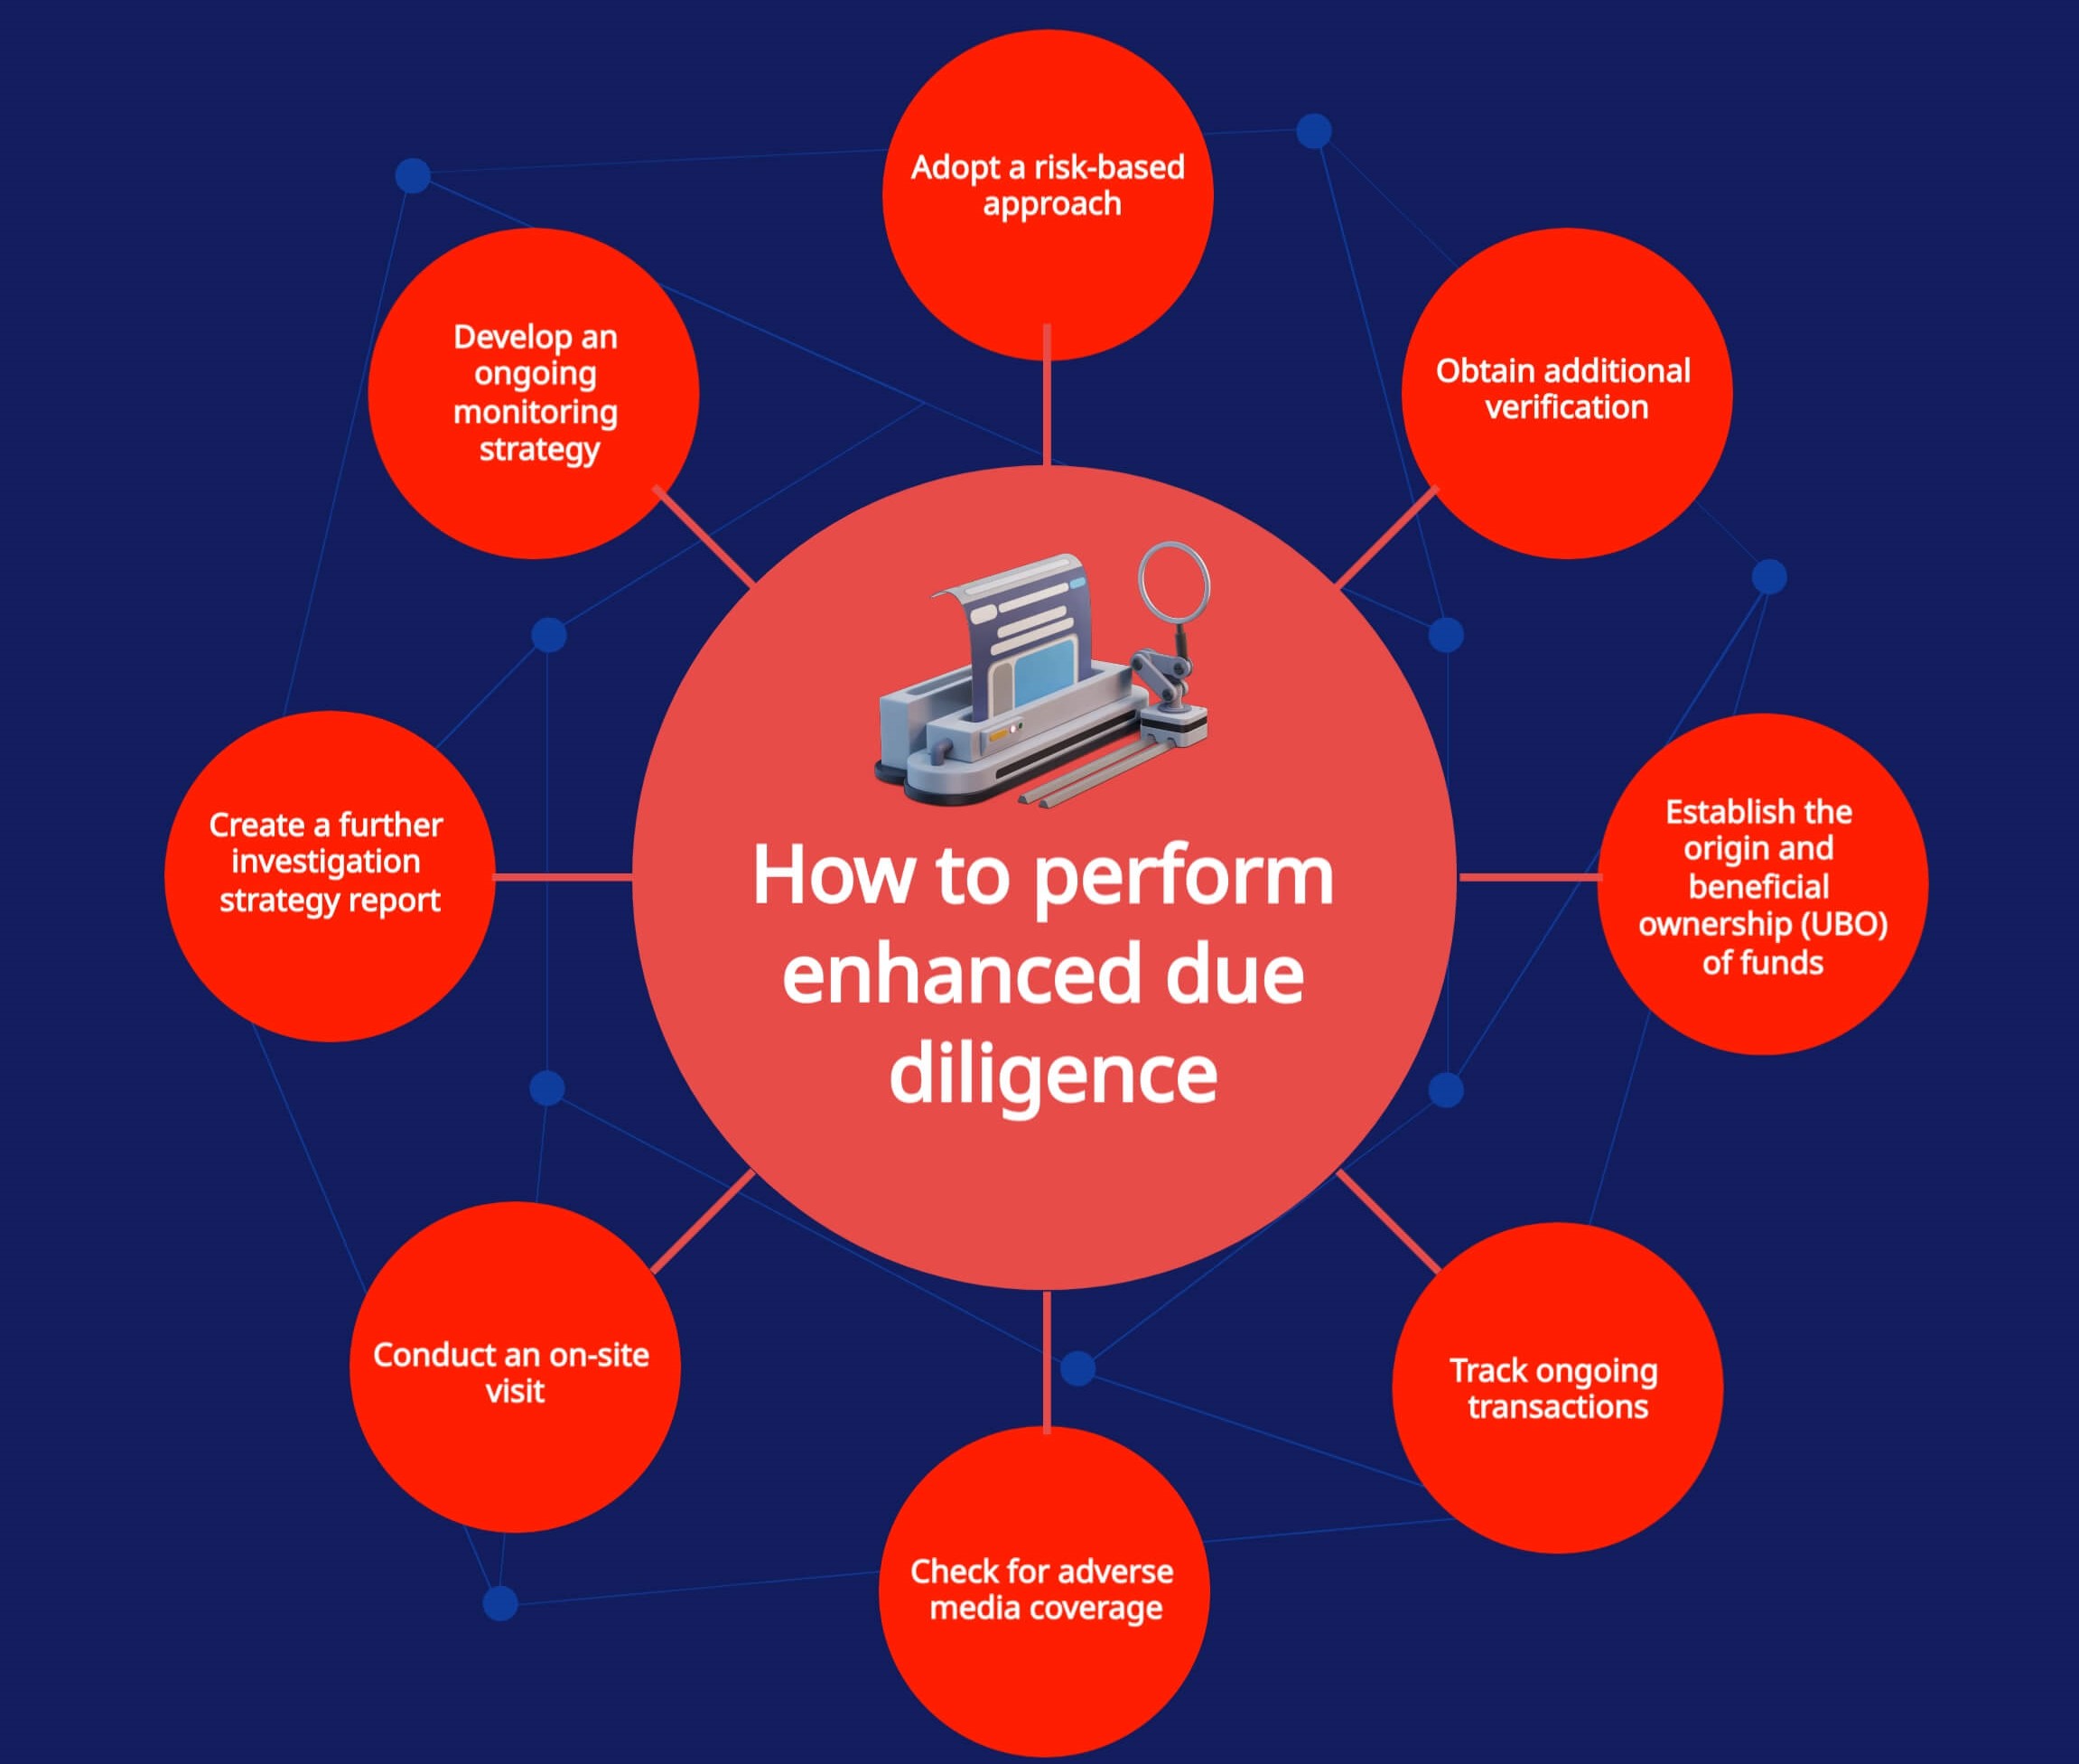 Adopt a risk-based
approach
Obtain additional
verification
Establish the
origin and
beneficial
ownership (UBO)
of funds
Track ongoing
transactions
Check for adverse
media coverage
Conduct an on-site
visit
Create a further
investigation
strategy report
Develop an
ongoing
monitoring
strategy
How to perform
enhanced due
diligence